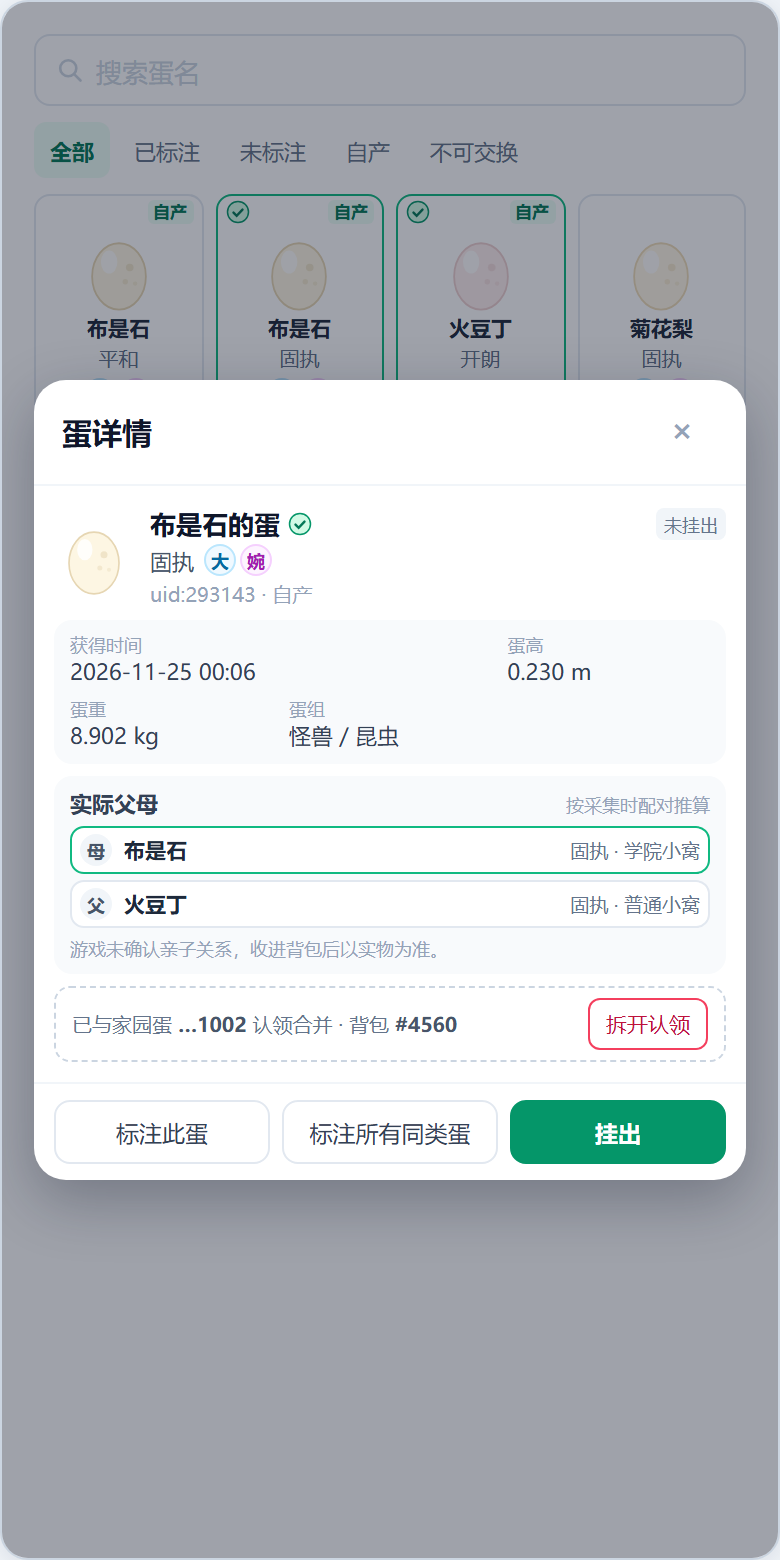 搜索蛋名
全部 已标注 未标注 自产 不可交换
自产 自产 自产
布是石 布是石 火豆丁 菊花梨
平和 固执 开朗 固执
蛋详情 ×
布是石的蛋 未挂出
固执 大 婉
uid:293143 · 自产
获得时间 蛋高
2026-11-25 00:06 0.230 m
蛋重 蛋组
8.902 kg 怪兽 / 昆虫
实际父母 按采集时配对推算
母 布是石 固执 · 学院小窝
父 火豆丁 固执 · 普通小窝
游戏未确认亲子关系，收进背包后以实物为准。
已与家园蛋 …1002 认领合并 · 背包 #4560 拆开认领
标注此蛋 标注所有同类蛋 挂出